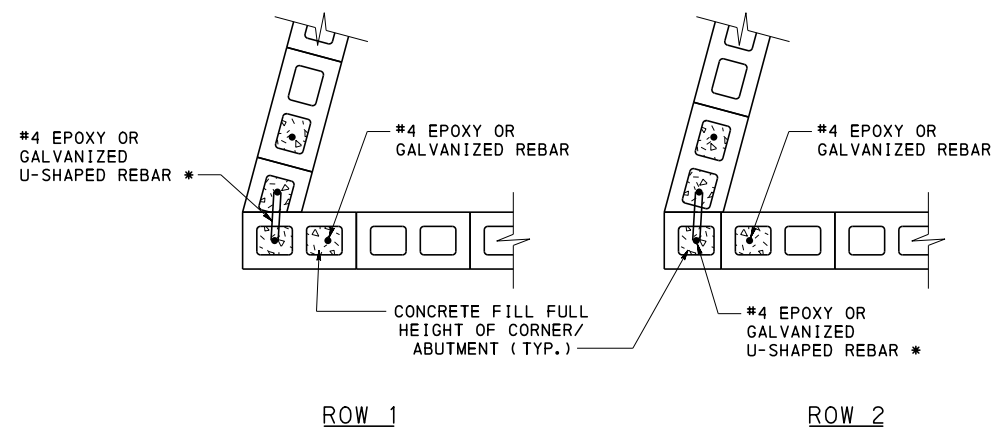 #4 EPOXY OR
GALVANIZED
U-SHAPED REBAR *
#4 EPOXY OR
GALVANIZED REBAR
#4 EPOXY OR
GALVANIZED REBAR
CONCRETE FILL FULL
HEIGHT OF CORNER/
ABUTMENT (TYP.)
#4 EPOXY OR
GALVANIZED
U-SHAPED REBAR *
ROW 1
ROW 2